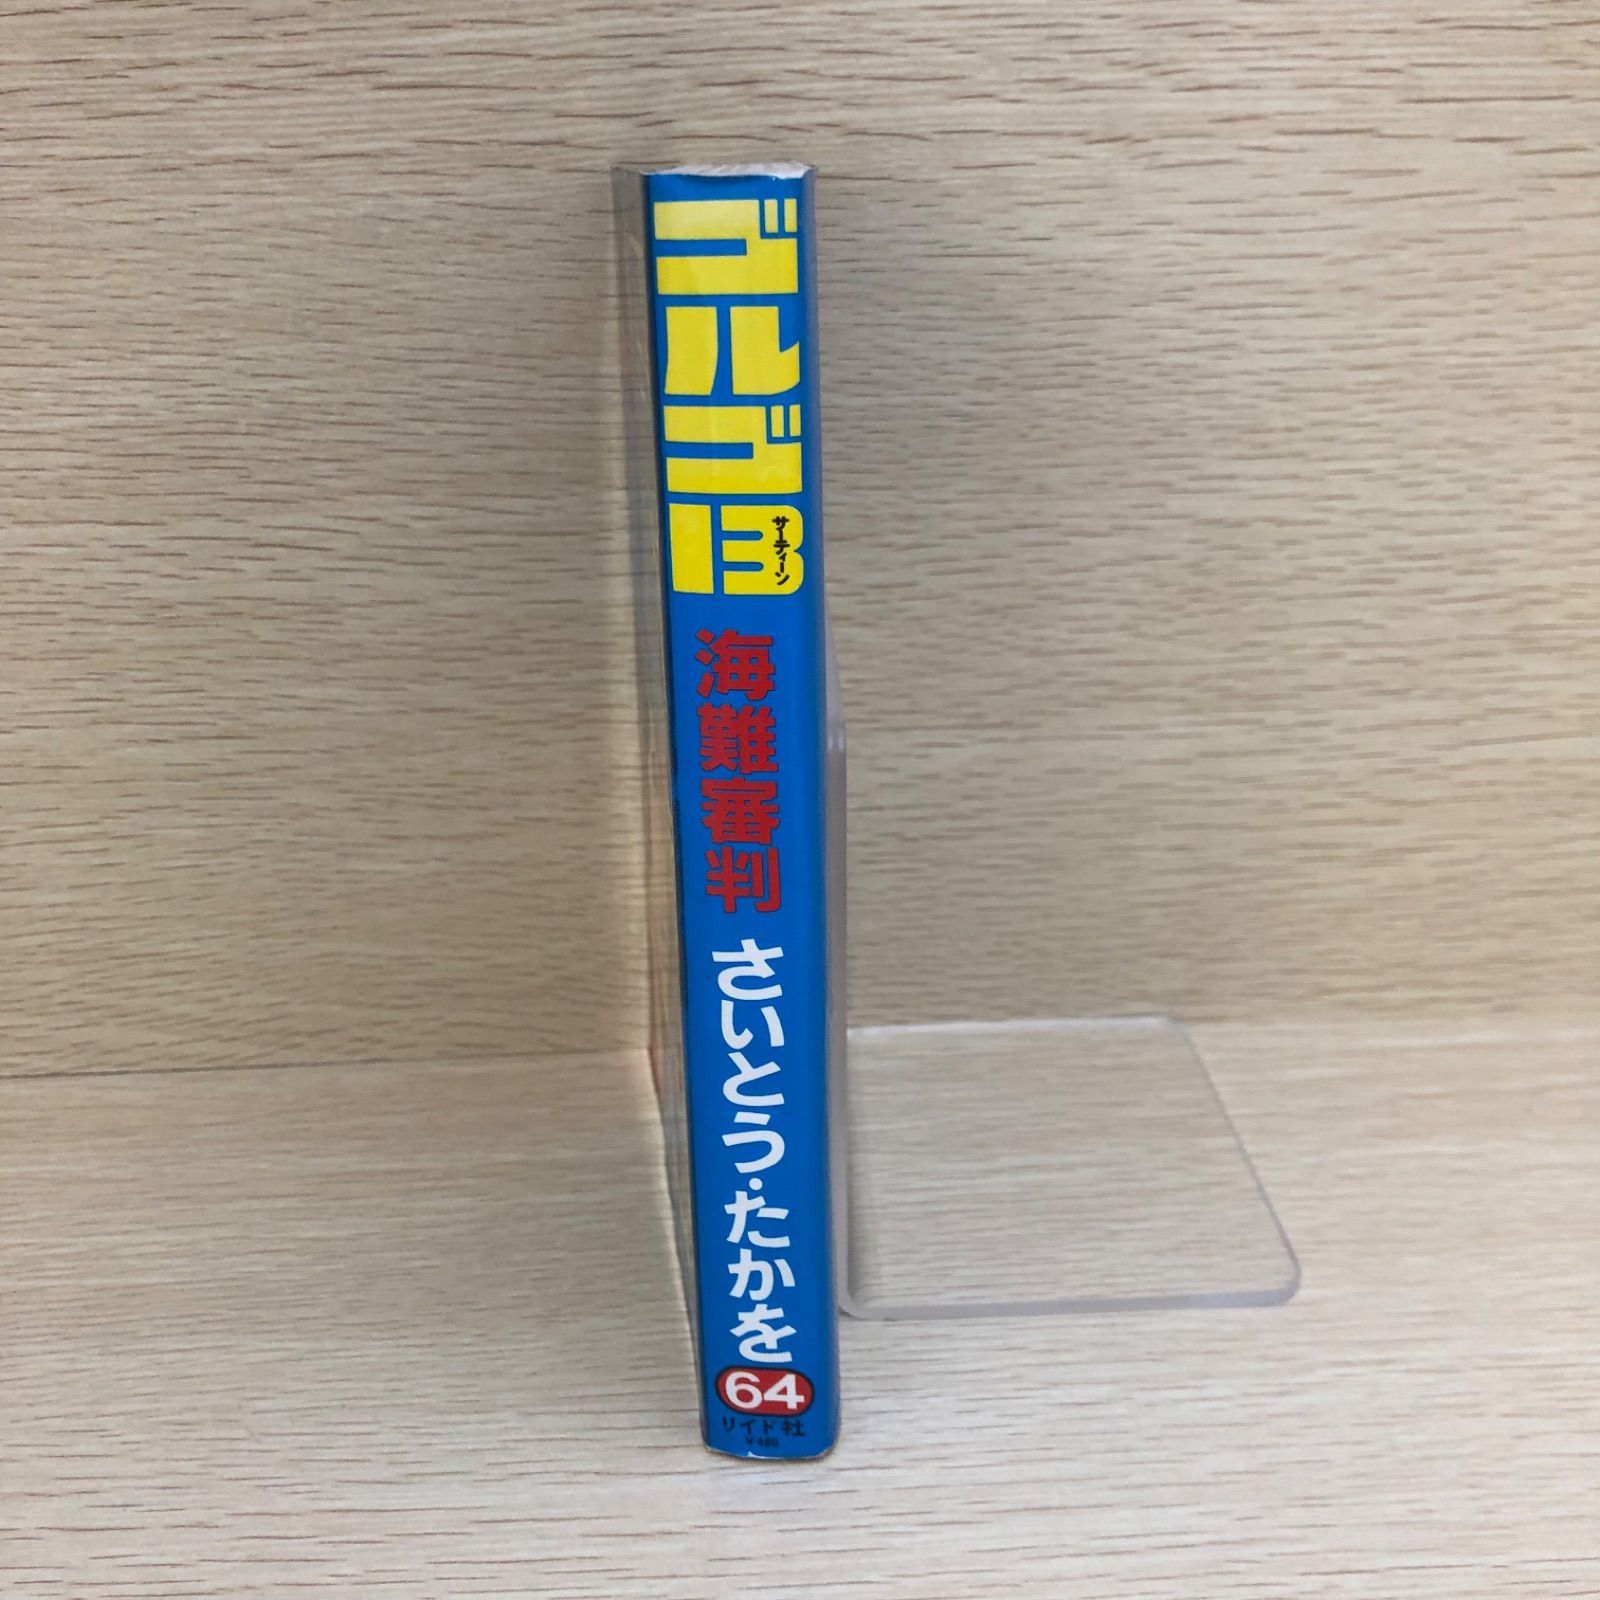 ゴルゴ13
サーティーン
海難審判
さいとう・たかを
64
リイド社
¥480